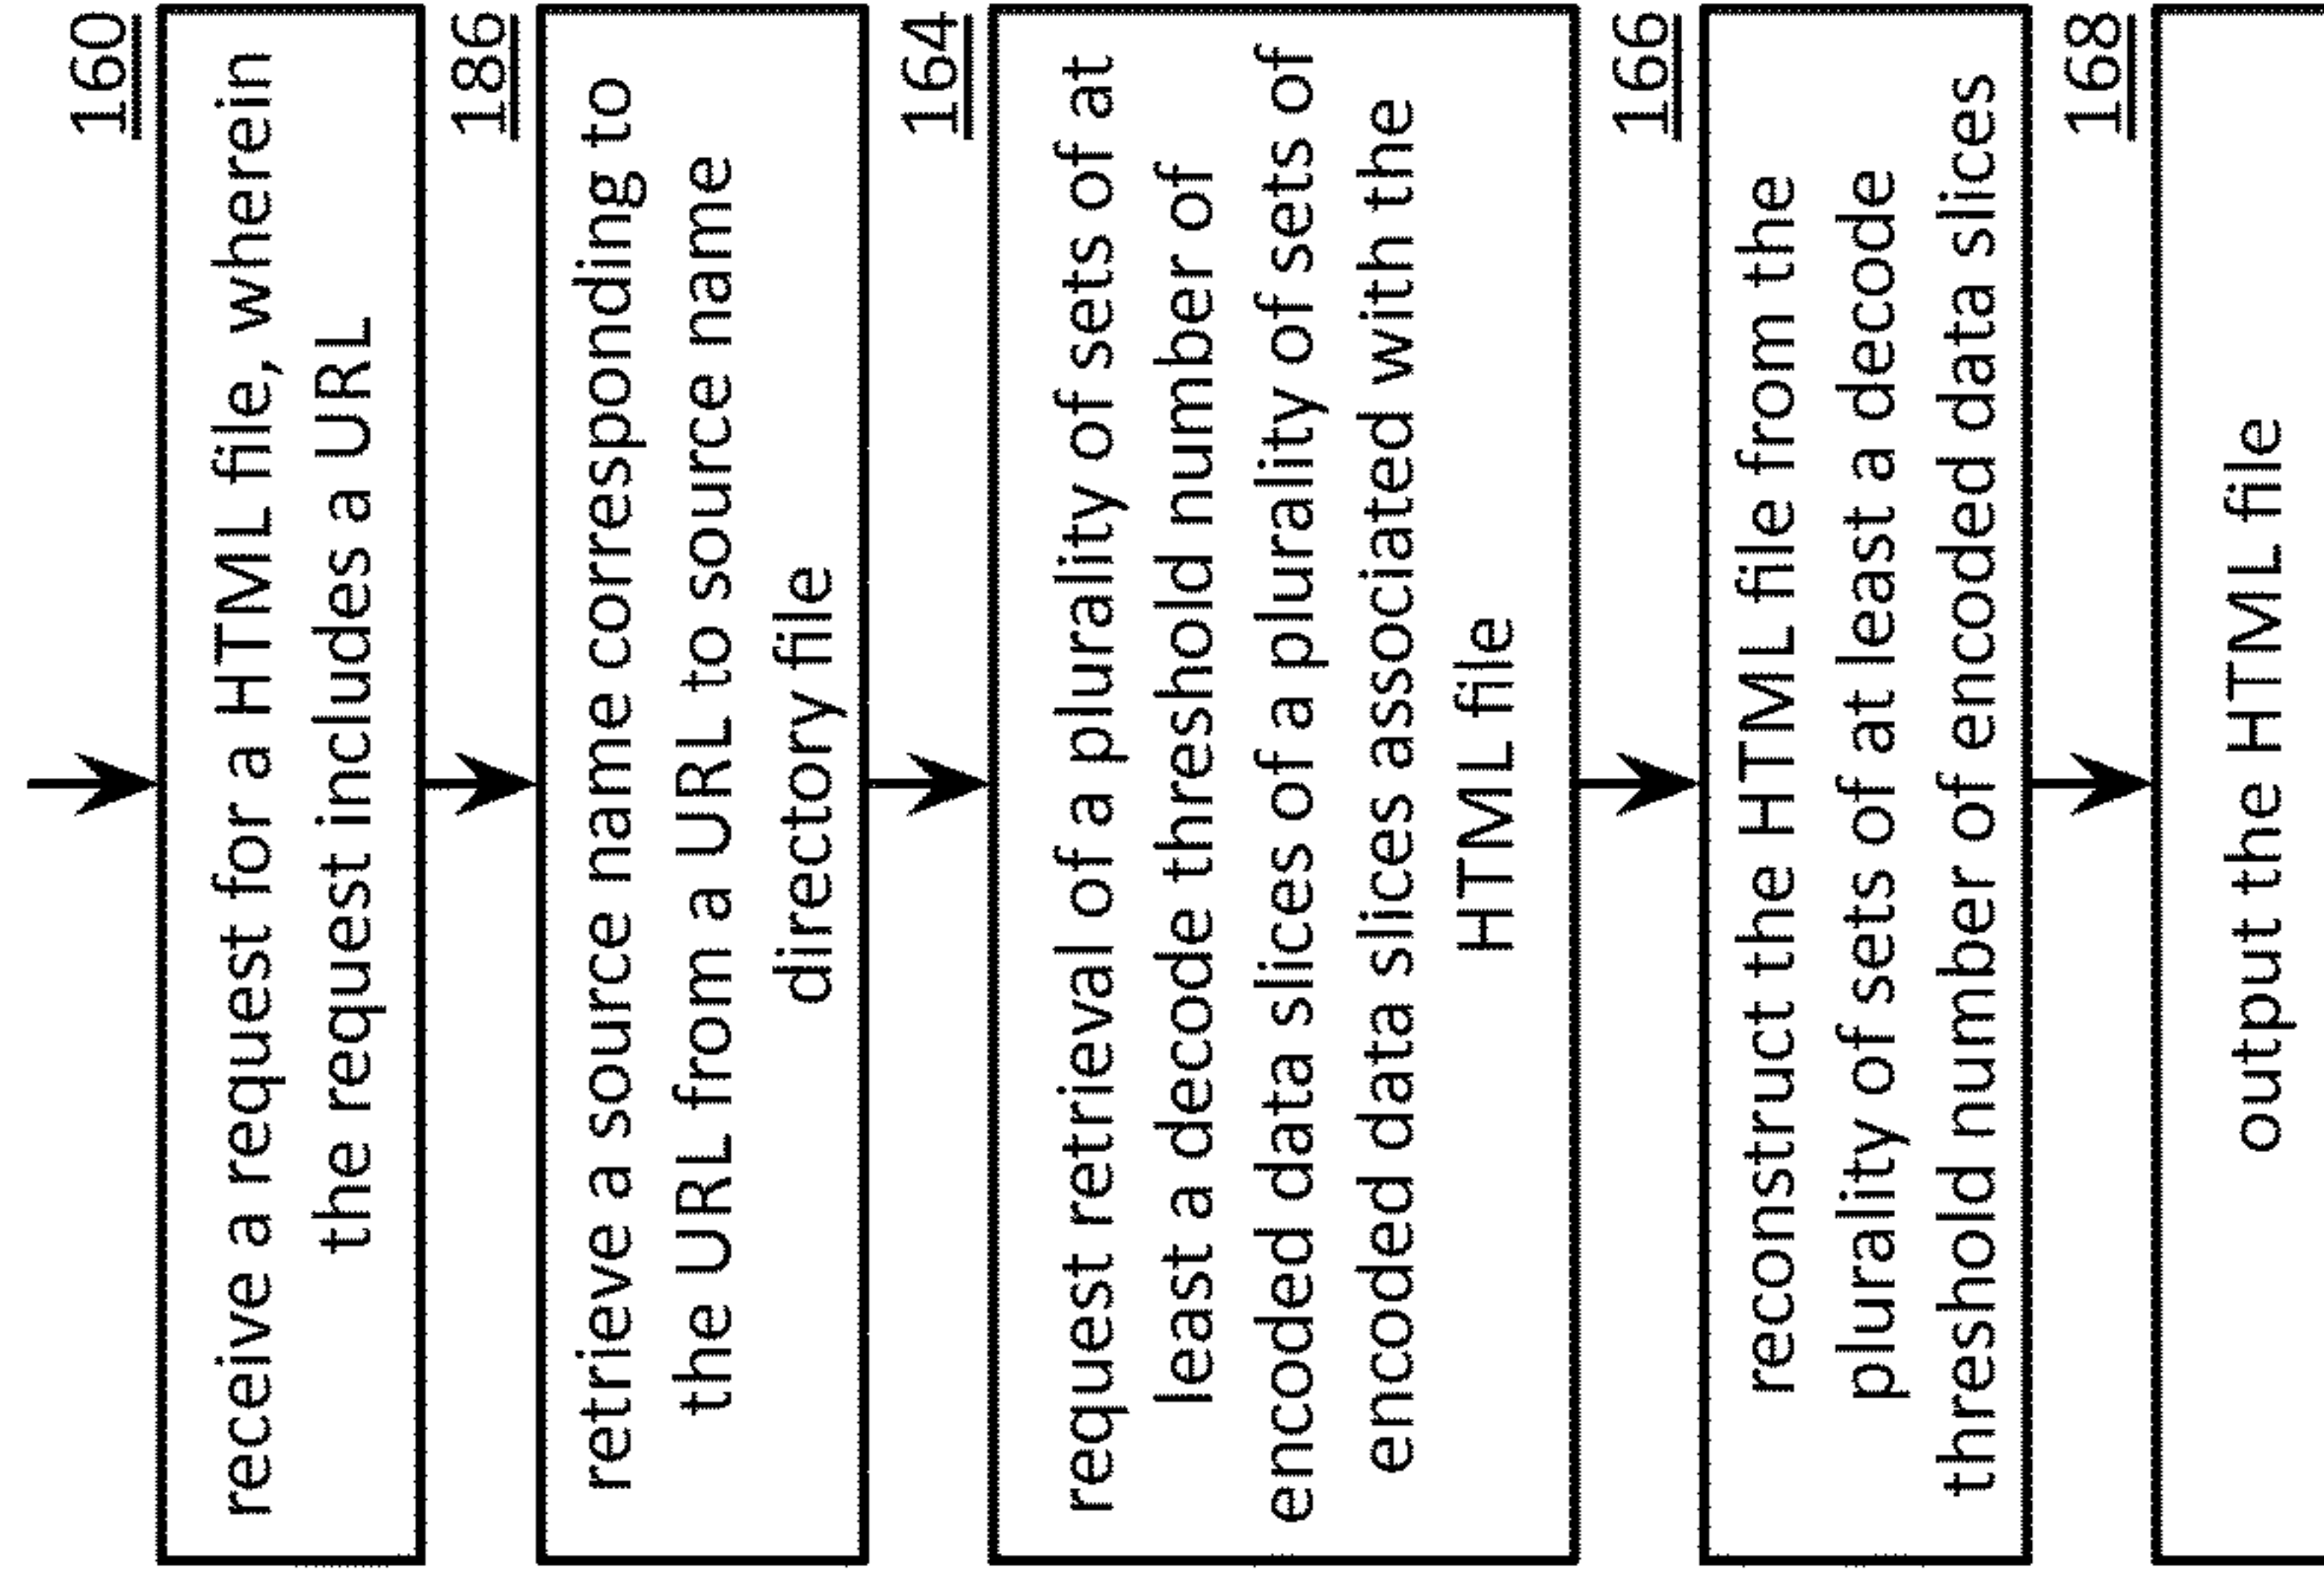 160
receive a request for a HTML file, wherein
the request includes a URL
186
retrieve a source name corresponding to
the URL from a URL to source name
directory file
164
request retrieval of a plurality of sets of at
least a decode threshold number of
encoded data slices of a plurality of sets of
encoded data slices associated with the
HTML file
166
reconstruct the HTML file from the
plurality of sets of at least a decode
threshold number of encoded data slices
168
output the HTML file